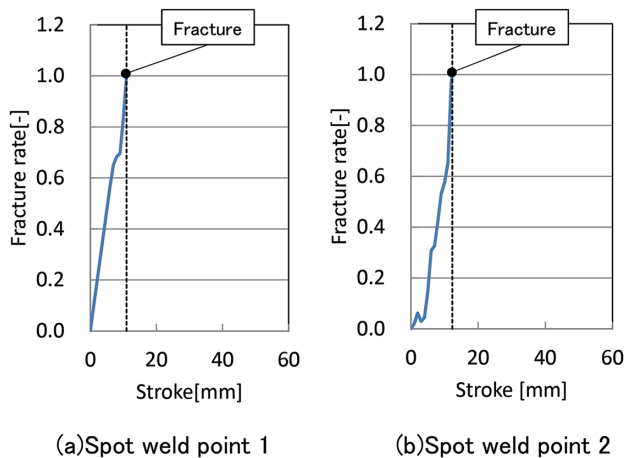 1.2
1.0
0.8
0.6
0.4
0.2
0.0
Fracture rate[-]
Fracture
0
20
40
60
Stroke[mm]
(a)Spot weld point 1
1.2
1.0
0.8
0.6
0.4
0.2
0.0
Fracture rate[-]
Fracture
0
20
40
60
Stroke [mm]
(b)Spot weld point 2